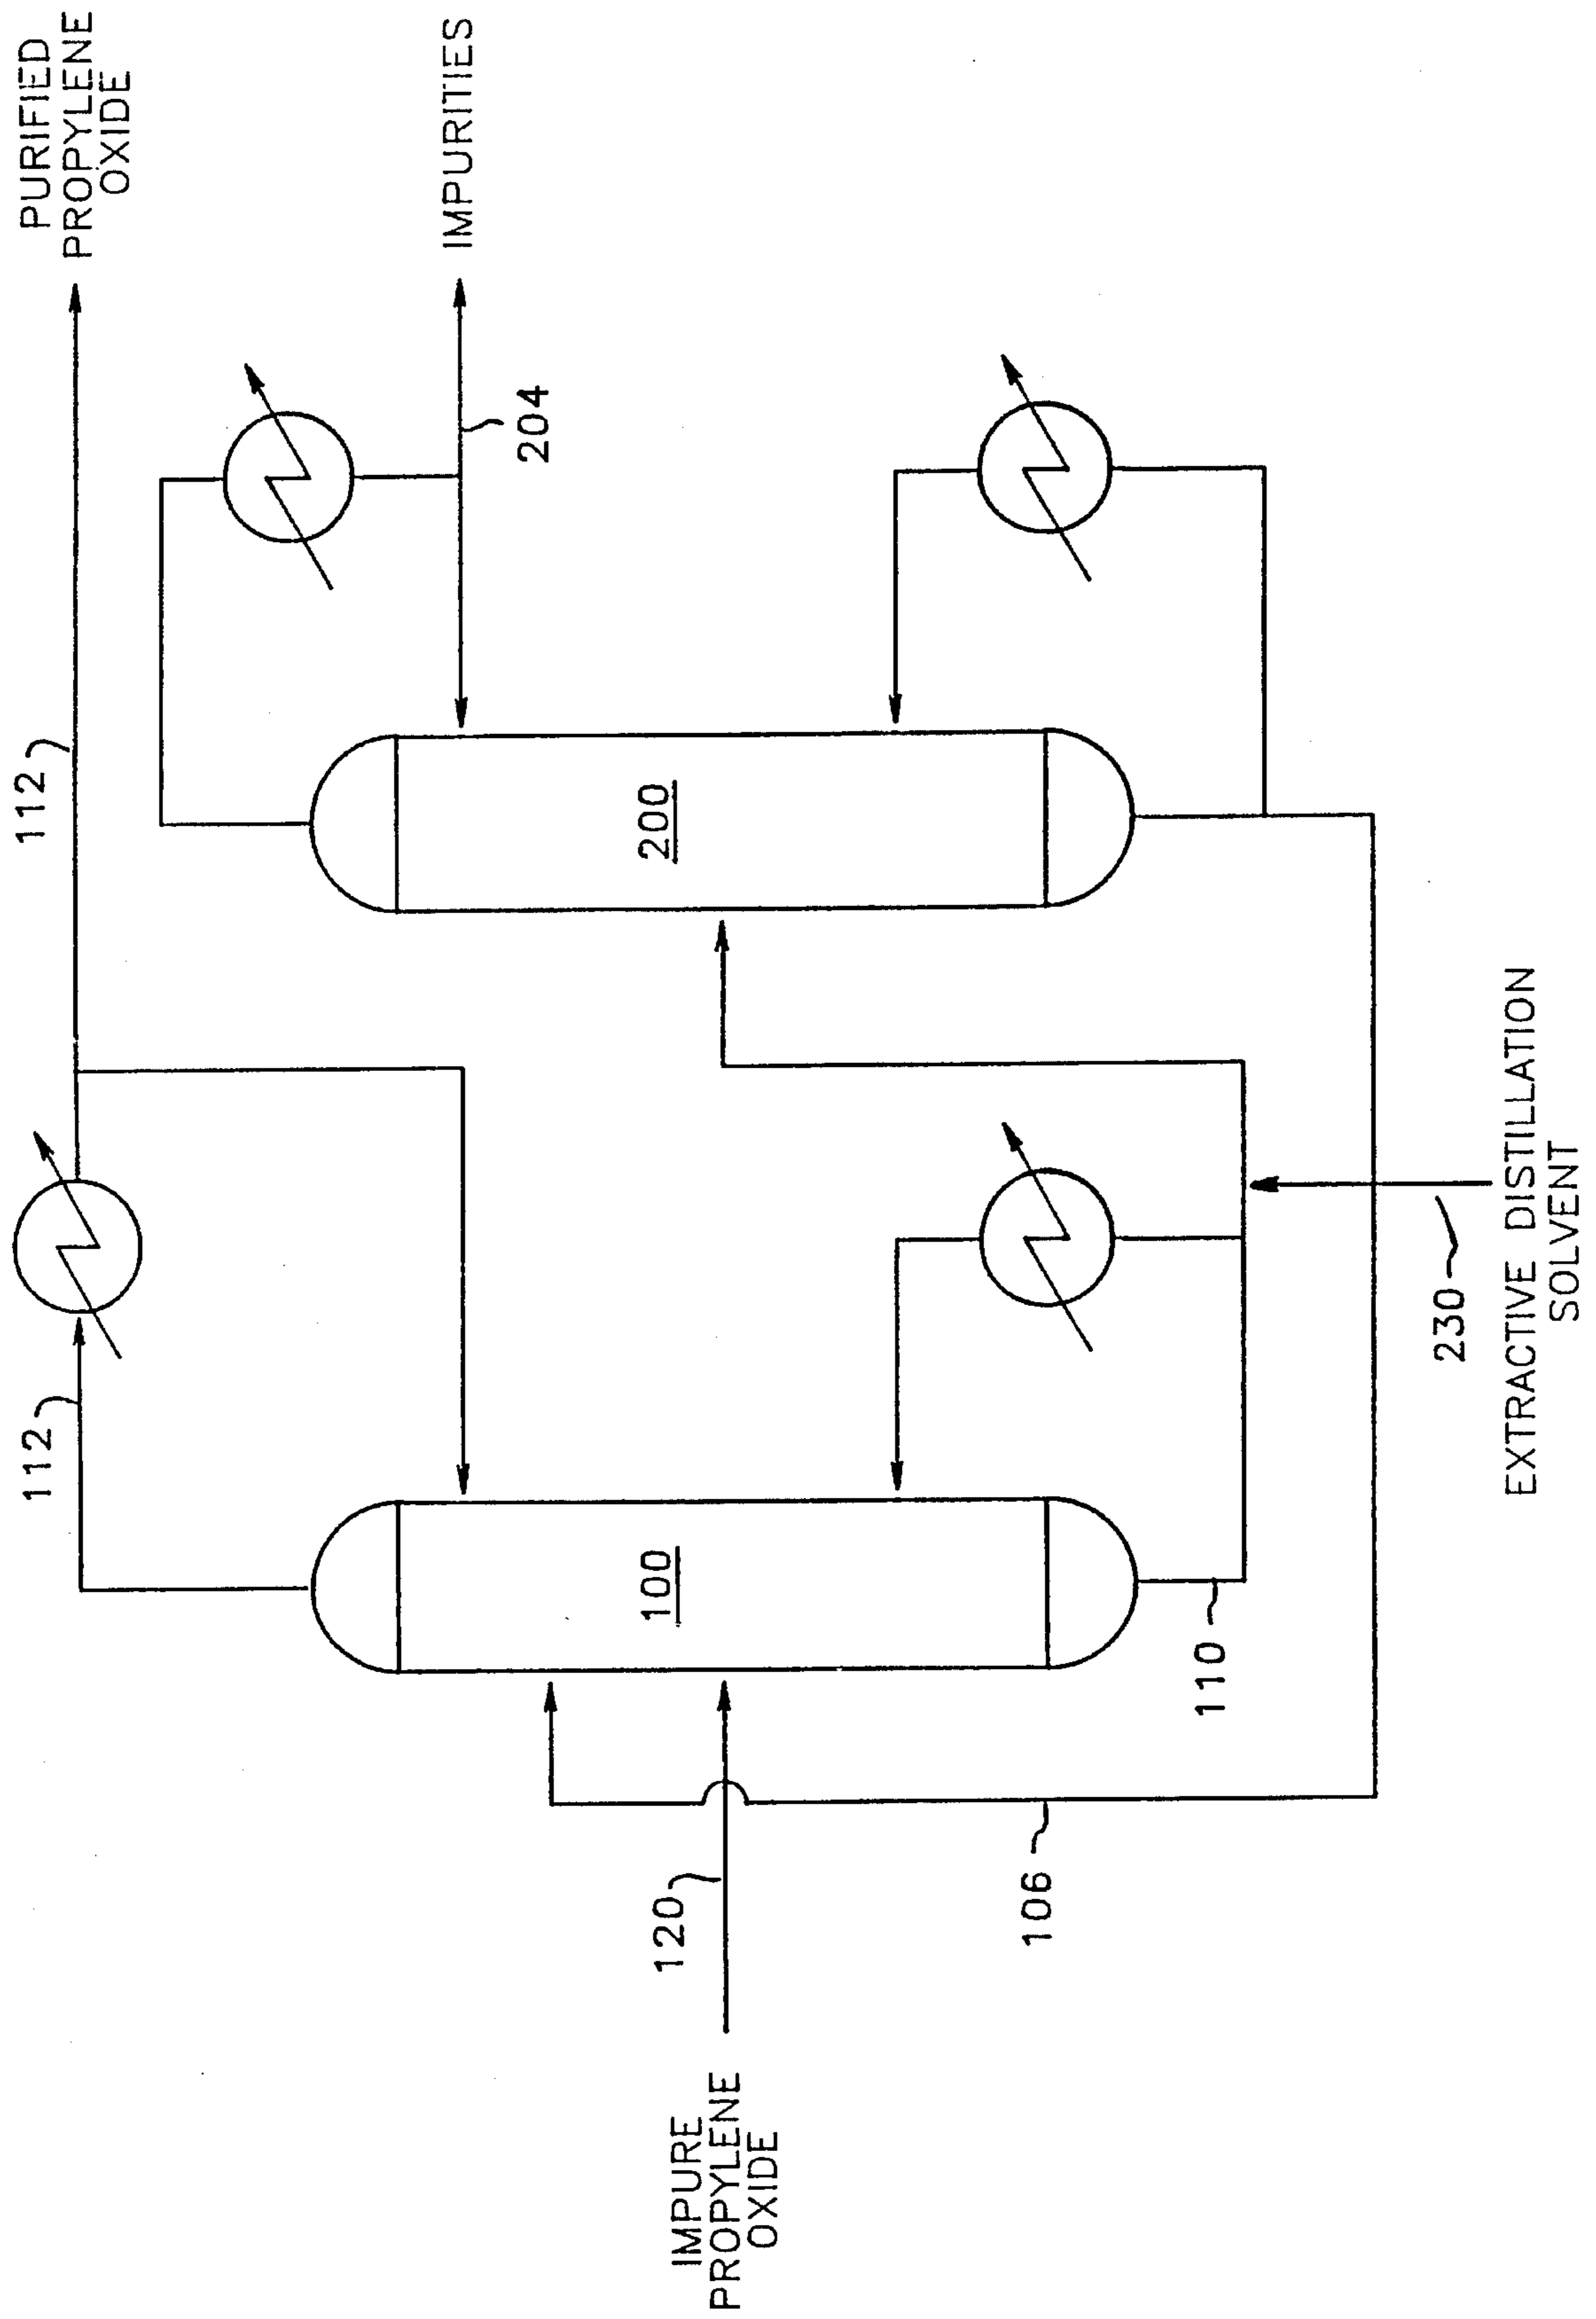 PURIFIED
PROPYLENE
OXIDE
112
112
IMPURITIES
204
100
200
IMPURE
PROPYLENE
OXIDE
120
106
110
230
EXTRACTIVE DISTILLATION
SOLVENT